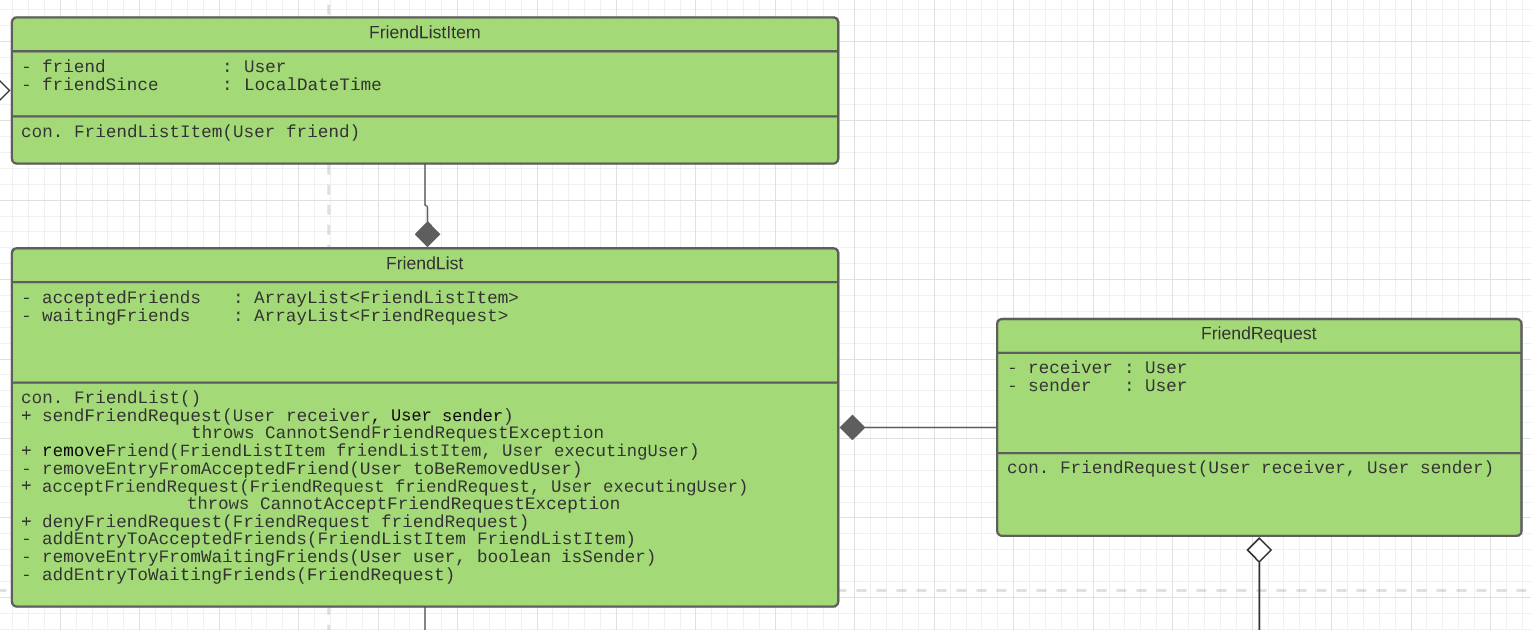 FriendListItem
- friend : User
- friendSince : LocalDateTime
con. FriendListItem(User friend)
FriendList
- acceptedFriends : ArrayList<FriendListItem>
- waitingFriends : ArrayList<FriendRequest>
con. FriendList()
+ sendFriendRequest(User receiver, User sender)
throws CannotSendFriendRequestException
+ removeFriend(FriendListItem friendListItem, User executingUser)
- removeEntryFromAcceptedFriend(User toBeRemovedUser)
+ acceptFriendRequest(FriendRequest friendRequest, User executingUser)
throws CannotAcceptFriendRequestException
+ denyFriendRequest(FriendRequest friendRequest)
- addEntryToAcceptedFriends(FriendListItem FriendListItem)
- removeEntryFromWaitingFriends(User user, boolean isSender)
- addEntryToWaitingFriends(FriendRequest)
FriendRequest
- receiver : User
- sender : User
con. FriendRequest(User receiver, User sender)